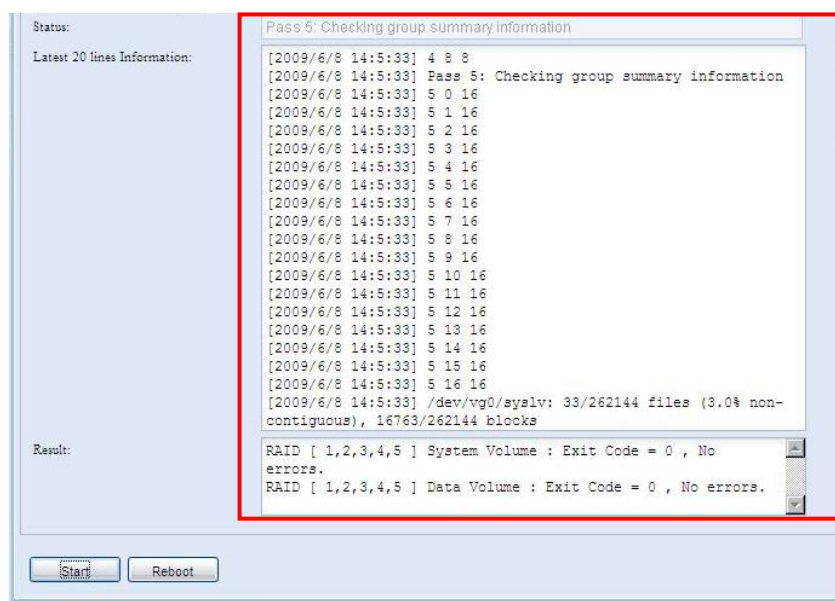 Status:
Pass 5: Checking group summary information
Latest 20 lines Information:
[2009/6/8 14:5:33] 4 8 8
[2009/6/8 14:5:33] Pass 5: Checking group summary information
[2009/6/8 14:5:33] 5 0 16
[2009/6/8 14:5:33] 5 1 16
[2009/6/8 14:5:33] 5 2 16
[2009/6/8 14:5:33] 5 3 16
[2009/6/8 14:5:33] 5 4 16
[2009/6/8 14:5:33] 5 5 16
[2009/6/8 14:5:33] 5 6 16
[2009/6/8 14:5:33] 5 7 16
[2009/6/8 14:5:33] 5 8 16
[2009/6/8 14:5:33] 5 9 16
[2009/6/8 14:5:33] 5 10 16
[2009/6/8 14:5:33] 5 11 16
[2009/6/8 14:5:33] 5 12 16
[2009/6/8 14:5:33] 5 13 16
[2009/6/8 14:5:33] 5 14 16
[2009/6/8 14:5:33] 5 15 16
[2009/6/8 14:5:33] 5 16 16
[2009/6/8 14:5:33] /dev/vg0/syslv: 33/262144 files (3.0% non-
contiguous), 16763/262144 blocks
Result:
RAID [ 1,2,3,4,5 ] System Volume : Exit Code = 0 , No
errors.
RAID [ 1,2,3,4,5 ] Data Volume : Exit Code = 0 , No errors.
Start
Reboot